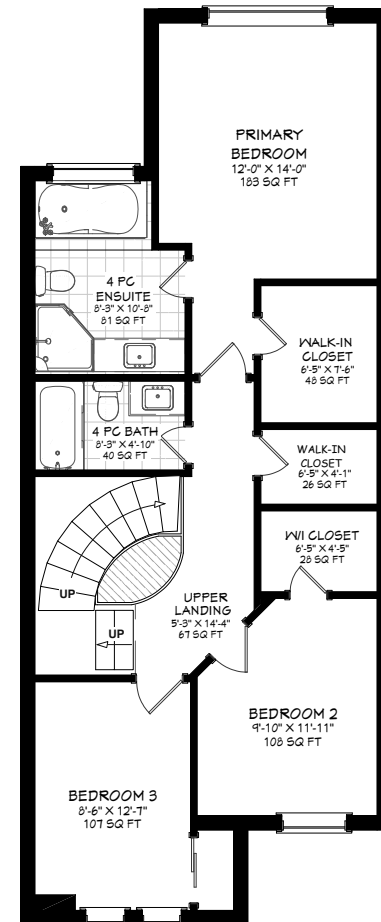 PRIMARY
BEDROOM
12'-0" X 14'-0"
183 SQ FT
4 PC
ENSUITE
8'-3" X 10'-8"
81 SQ FT
WALK-IN
CLOSET
6'-5" X 7'-6"
48 SQ FT
4 PC BATH
8'-3" X 4'-10"
40 SQ FT
WALK-IN
CLOSET
6'-5" X 4'-1"
26 SQ FT
W/I CLOSET
6'-5" X 4'-5"
28 SQ FT
UP
UPPER
LANDING
5'-3" X 14'-4"
67 SQ FT
UP
BEDROOM 2
9'-10" X 11'-11"
108 SQ FT
BEDROOM 3
8'-6" X 12'-7"
107 SQ FT